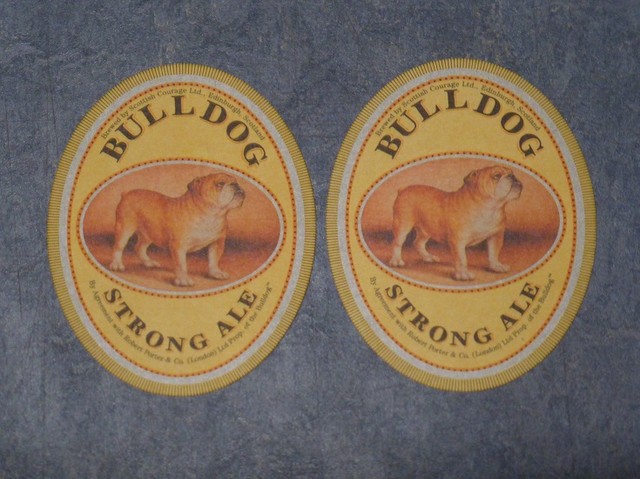 Brewed by Scottish Courage Ltd., Edinburgh, Scotland
BULLDOG
STRONG ALE
By Agreement with Robert Porter & Co. (London) Ltd Prop. of the Bulldog™
Brewed by Scottish Courage Ltd., Edinburgh, Scotland
BULLDOG
STRONG ALE
By Agreement with Robert Porter & Co. (London) Ltd Prop. of the Bulldog™